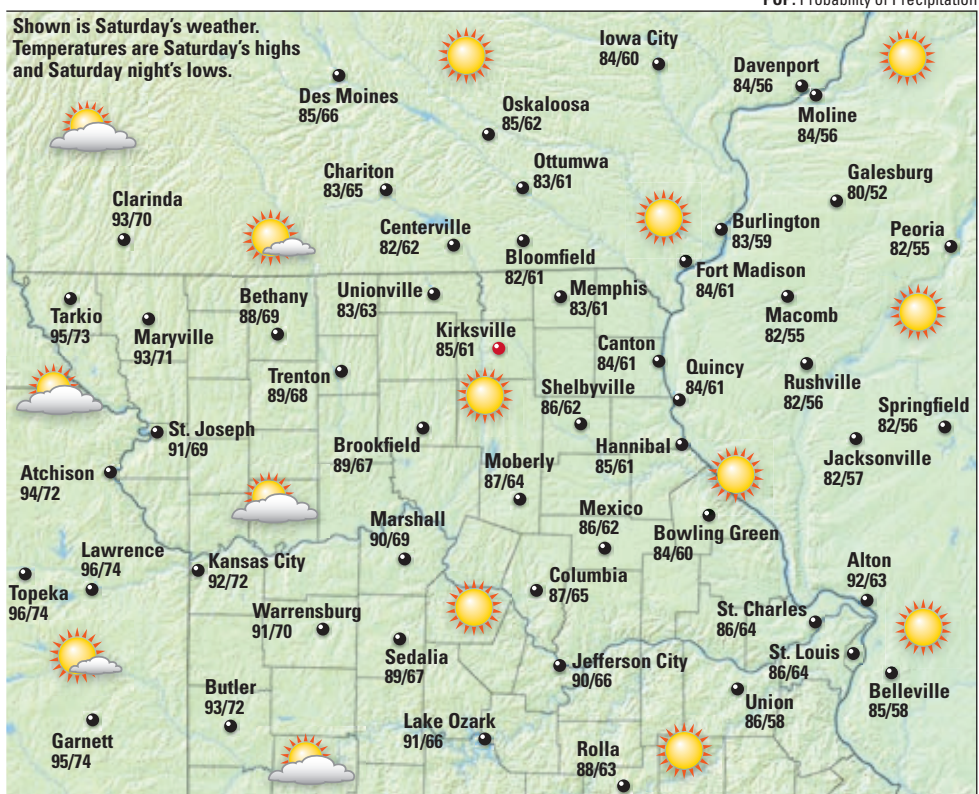 POP: Probability of Precipitation
Shown is Saturday's weather.
Temperatures are Saturday's highs
and Saturday night's lows.
Iowa City
84/60
Davenport
84/56
Moline
84/56
Des Moines
85/66
Oskaloosa
85/62
Ottumwa
83/61
Chariton
83/65
Galesburg
80/52
Clarinda
93/70
Centerville
82/62
Bloomfield
82/61
Burlington
83/59
Peoria
82/55
Fort Madison
84/61
Tarkio
95/73
Maryville
93/71
Bethany
88/69
Unionville
83/63
Memphis
83/61
Macomb
82/55
Kirksville
85/61
Canton
84/61
Trenton
89/68
Quincy
84/61
Rushville
82/56
Shelbyville
86/62
Springfield
82/56
St. Joseph
91/69
Brookfield
89/67
Hannibal
85/61
Jacksonville
82/57
Atchison
94/72
Moberly
87/64
Mexico
86/62
Bowling Green
84/60
Marshall
90/69
Lawrence
96/74
Kansas City
92/72
Alton
92/63
Topeka
96/74
Columbia
87/65
Warrensburg
91/70
St. Charles
86/64
Sedalia
89/67
Jefferson City
90/66
St. Louis
86/64
Belleville
85/58
Butler
93/72
Union
86/58
Garnett
95/74
Lake Ozark
91/66
Rolla
88/63